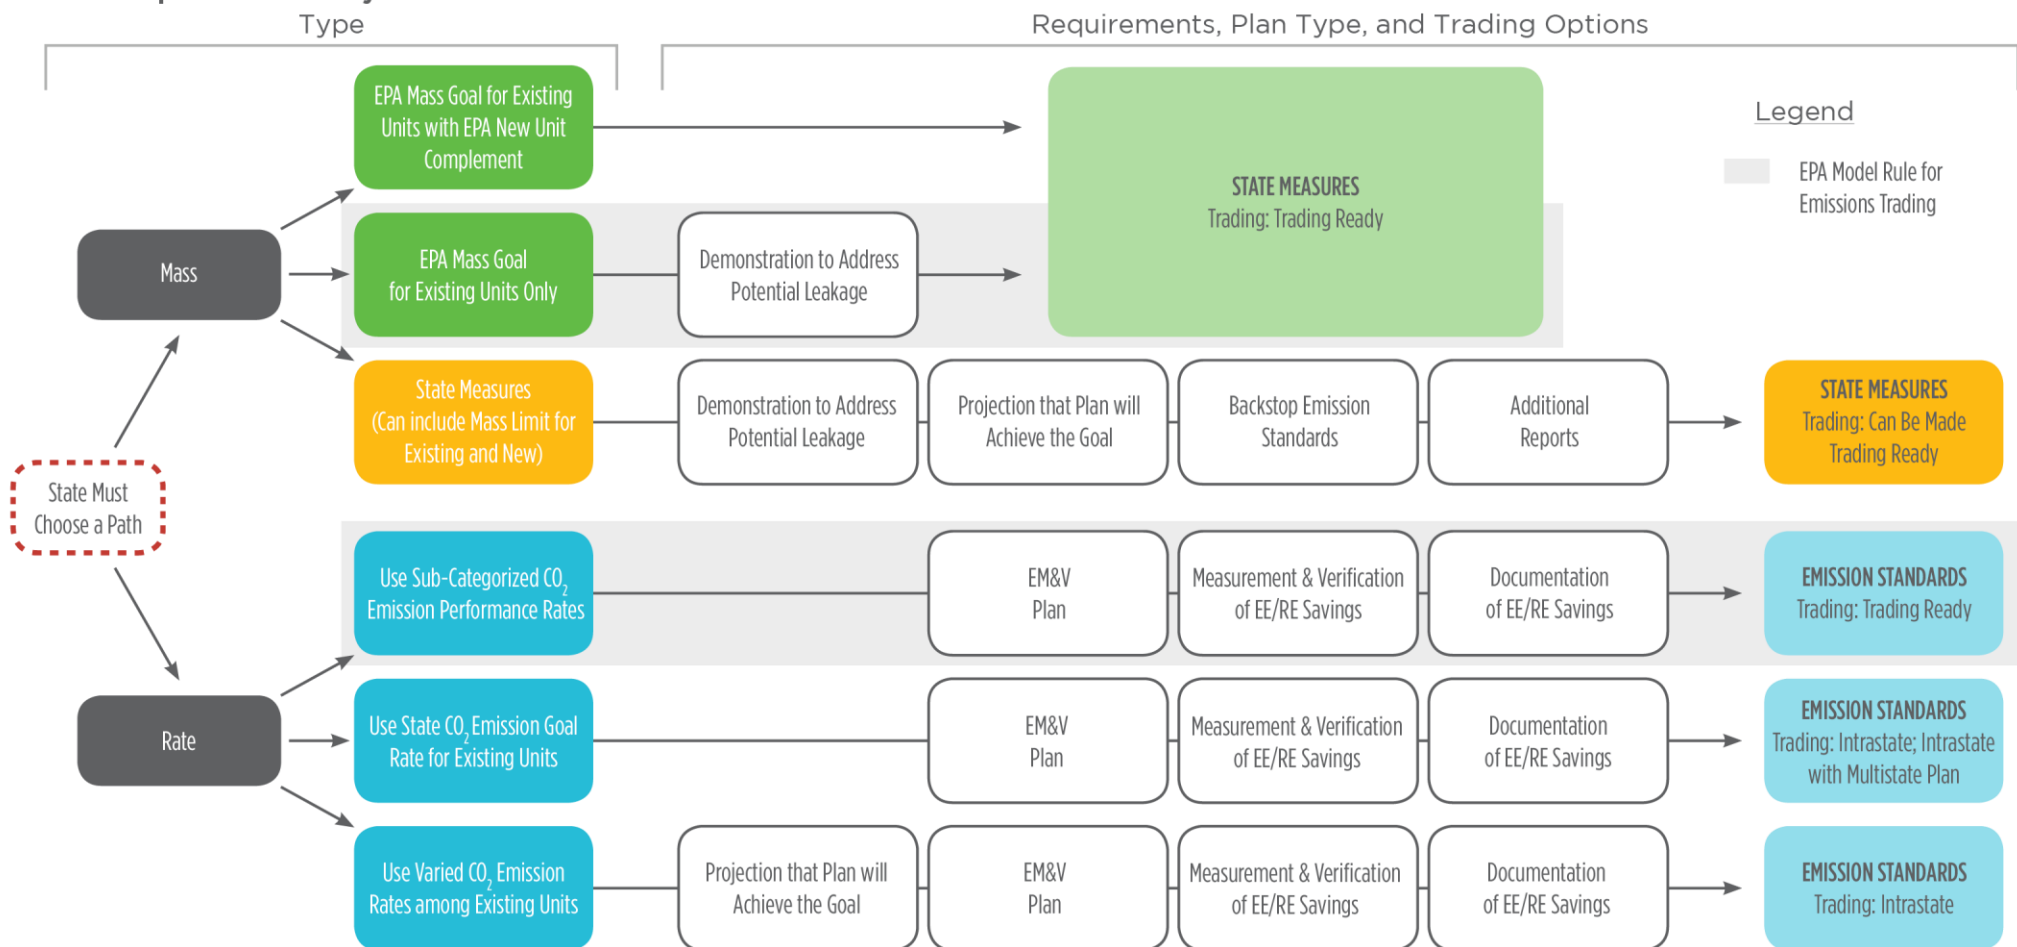 Type
Requirements, Plan Type, and Trading Options
EPA Mass Goal for Existing
Units with EPA New Unit
Complement
STATE MEASURES
Trading: Trading Ready
Legend
EPA Model Rule for
Emissions Trading
Mass
EPA Mass Goal
for Existing Units Only
Demonstration to Address
Potential Leakage
State Measures
(Can include Mass Limit for
Existing and New)
Demonstration to Address
Potential Leakage
Projection that Plan will
Achieve the Goal
Backstop Emission
Standards
Additional
Reports
STATE MEASURES
Trading: Can Be Made
Trading Ready
State Must
Choose a Path
Use Sub-Categorized CO₂
Emission Performance Rates
EM&V
Plan
Measurement & Verification
of EE/RE Savings
Documentation
of EE/RE Savings
EMISSION STANDARDS
Trading: Trading Ready
Rate
Use State CO₂ Emission Goal
Rate for Existing Units
EM&V
Plan
Measurement & Verification
of EE/RE Savings
Documentation
of EE/RE Savings
EMISSION STANDARDS
Trading: Intrastate; Intrastate
with Multistate Plan
Use Varied CO₂ Emission
Rates among Existing Units
Projection that Plan will
Achieve the Goal
EM&V
Plan
Measurement & Verification
of EE/RE Savings
Documentation
of EE/RE Savings
EMISSION STANDARDS
Trading: Intrastate